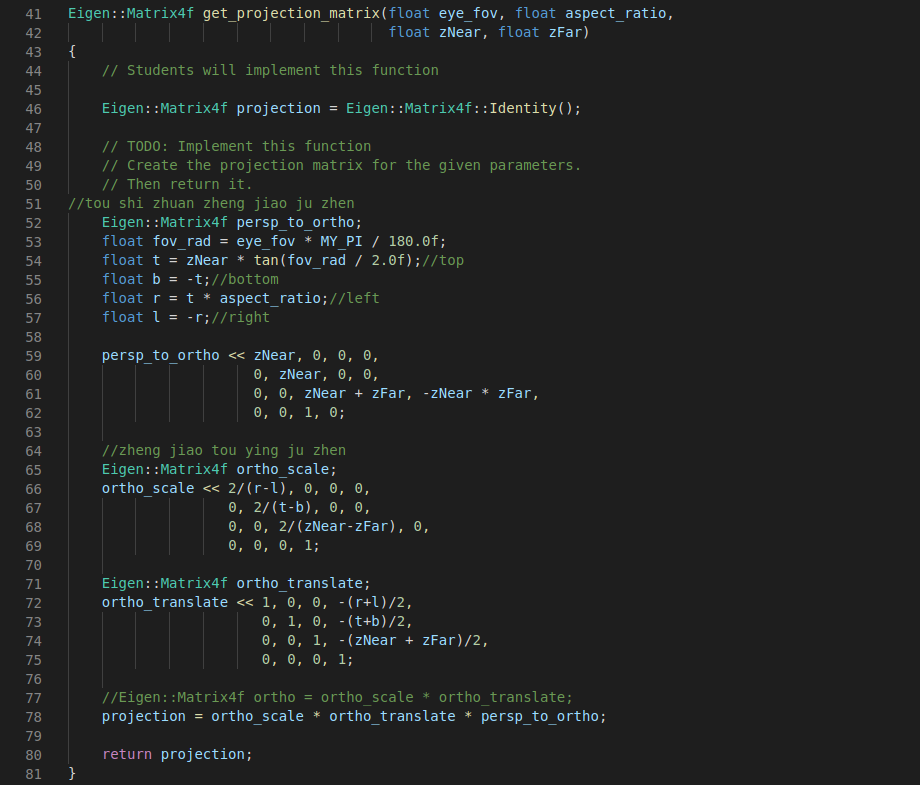 41 Eigen::Matrix4f get_projection_matrix(float eye_fov, float aspect_ratio,
42 float zNear, float zFar)
43 {
44 // Students will implement this function
45
46 Eigen::Matrix4f projection = Eigen::Matrix4f::Identity();
47
48 // TODO: Implement this function
49 // Create the projection matrix for the given parameters.
50 // Then return it.
51 //tou shi zhuan zheng jiao ju zhen
52 Eigen::Matrix4f persp_to_ortho;
53 float fov_rad = eye_fov * MY_PI / 180.0f;
54 float t = zNear * tan(fov_rad / 2.0f);//top
55 float b = -t;//bottom
56 float r = t * aspect_ratio;//left
57 float l = -r;//right
58
59 persp_to_ortho << zNear, 0, 0, 0,
60 0, zNear, 0, 0,
61 0, 0, zNear + zFar, -zNear * zFar,
62 0, 0, 1, 0;
63
64 //zheng jiao tou ying ju zhen
65 Eigen::Matrix4f ortho_scale;
66 ortho_scale << 2/(r-l), 0, 0, 0,
67 0, 2/(t-b), 0, 0,
68 0, 0, 2/(zNear-zFar), 0,
69 0, 0, 0, 1;
70
71 Eigen::Matrix4f ortho_translate;
72 ortho_translate << 1, 0, 0, -(r+l)/2,
73 0, 1, 0, -(t+b)/2,
74 0, 0, 1, -(zNear + zFar)/2,
75 0, 0, 0, 1;
76
77 //Eigen::Matrix4f ortho = ortho_scale * ortho_translate;
78 projection = ortho_scale * ortho_translate * persp_to_ortho;
79
80 return projection;
81 }